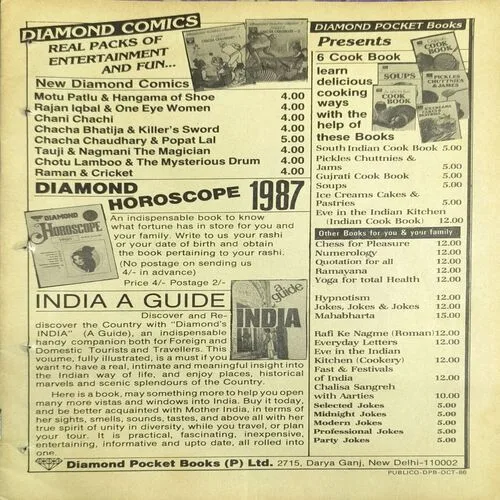 DIAMOND COMICS
REAL PACKS OF
ENTERTAINMENT
AND FUN...
New Diamond Comics
Motu Patlu & Hangama of Shoe 4.00
Rajan Iqbal & One Eye Women 4.00
Chani Chachi 4.00
Chacha Bhatija & Killer's Sword 4.00
Chacha Chaudhary & Popat Lal 5.00
Tauji & Nagmani The Magician 4.00
Chotu Lamboo & The Mysterious Drum 4.00
Raman & Cricket 4.00
DIAMOND
HOROSCOPE 1987
DIAMOND
HOROSCOPE
An indispensable book to know
what fortune has in store for you and
your family. Write to us your rashi
or your date of birth and obtain
the book pertaining to your rashi.
(No postage on sending us
4/- in advance)
Price 4/- Postage 2/-
INDIA A GUIDE
a
guide
INDIA
Discover and Re-
discover the Country with "Diamond's
INDIA" (A Guide), an indispensable
handy companion both for Foreign and
Domestic Tourists and Travellers. This
volume, fully illustrated, is a must if you
want to have a real, intimate and meaningful insight into
the Indian way of life, and enjoy places, historical
marvels and scenic splendours of the Country.
Here is a book, may something more to help you open
many more vistas and windows into India. Buy it today,
and be better acquainted with Mother India, in terms of
her sights, smells, sounds, tastes, and above all with her
true spirit of unity in diversity, while you travel, or plan
your tour. It is practical, fascinating, inexpensive,
entertaining, informative and upto date, all rolled into
one.
DIAMOND POCKET Books
Presents
6 Cook Book
learn
delicious
cooking
ways
with the
help of
these Books
COOK
BOOK
SOUPS
PICKLES
CHUTTNIES
& JAMS
COOK
BOOK
South Indian Cook Book 5.00
Pickles Chuttnies &
Jams 5.00
Gujrati Cook Book 5.00
Soups 5.00
Ice Creams Cakes &
Pastries 5.00
Eve in the Indian Kitchen
(Indian Cook Book) 12.00
Other Books for you & your family
Chess for Pleasure 12.00
Numerology 12.00
Quotation for all 12.00
Ramayana 12.00
Yoga for total Health 12.00
Hypnotism 12.00
Jokes, Jokes & Jokes 12.00
Mahabharta 15.00
Rafi Ke Nagme (Roman) 12.00
Everyday Letters 12.00
Eve in the Indian
Kitchen (Cookery) 12.00
Fast & Festivals
of India 12.00
Chalisa Sangreh
with Aarties 10.00
Selected Jokes 5.00
Midnight Jokes 5.00
Modern Jokes 5.00
Professional Jokes 5.00
Party Jokes 5.00
Diamond Pocket Books (P) Ltd. 2715, Darya Ganj, New Delhi-110002
PUBLICO-DPB-OCT-86